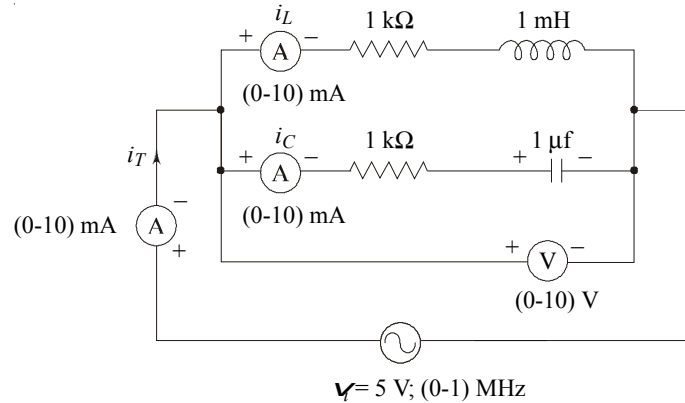 i_L
1 kΩ
1 mH
+ A −
(0-10) mA
i_C
1 kΩ
1 μf
+ A −
+ −
(0-10) mA
i_T
−
(0-10) mA A
+
+ V −
(0-10) V
= 5 V; (0-1) MHz